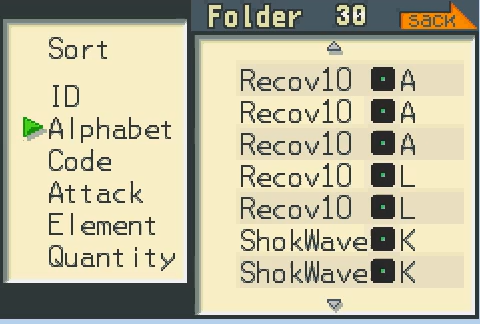 Folder 30 SACK
Sort
ID
Alphabet
Code
Attack
Element
Quantity
Recov10 A
Recov10 A
Recov10 A
Recov10 L
Recov10 L
ShokWave K
ShokWave K